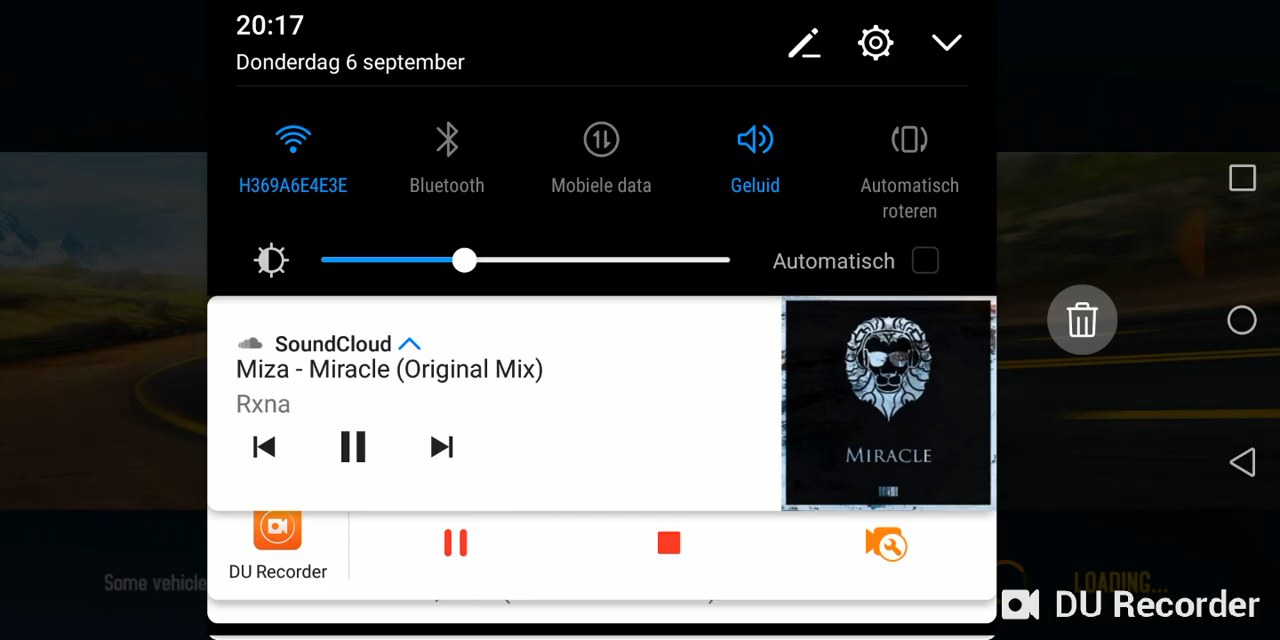 20:17
Donderdag 6 september
H369A6E4E3E
Bluetooth
Mobiele data
Geluid
Automatisch
roteren
Automatisch
SoundCloud
Miza - Miracle (Original Mix)
Rxna
MIRACLE
DU Recorder
Some vehicle
LOADING...
DU Recorder